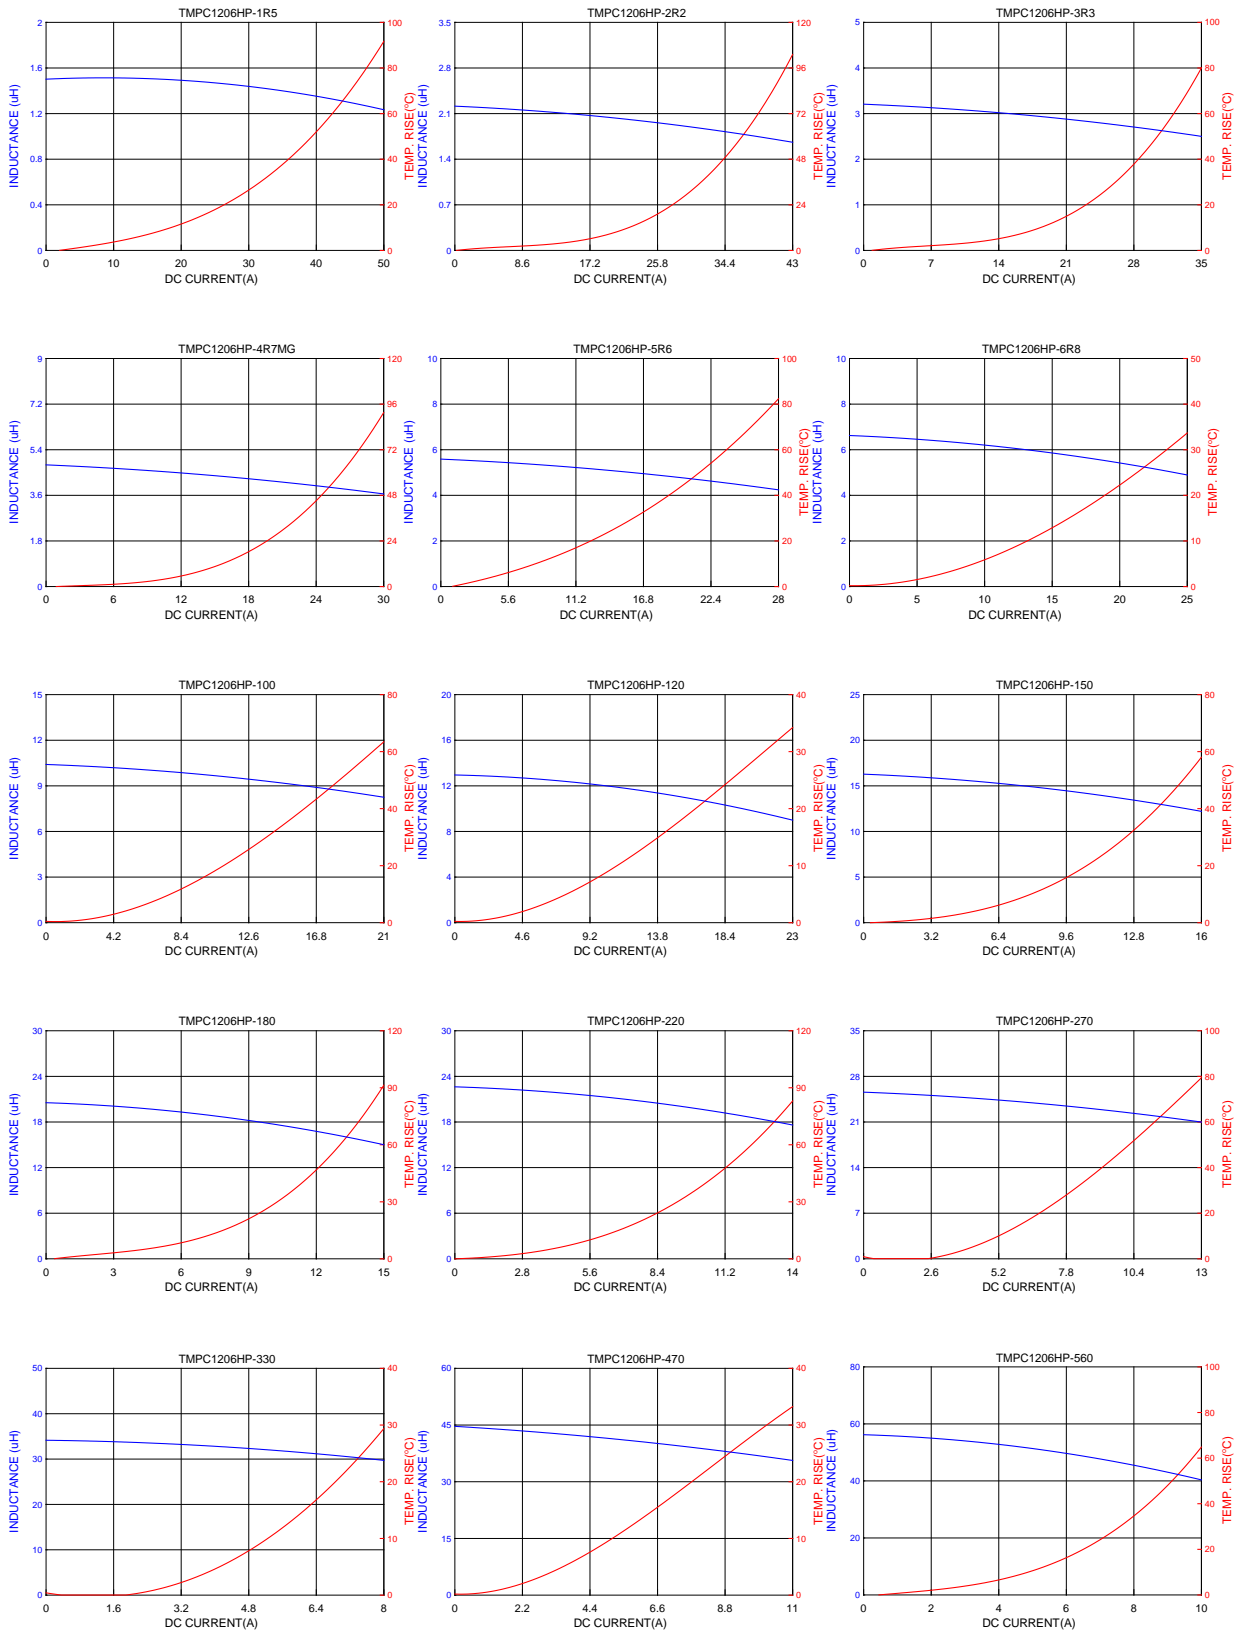 TMPC1206HP-1R5
2
1.6
1.2
0.8
0.4
0
INDUCTANCE (uH)
100
80
60
40
20
0
TEMP. RISE(°C)
0 10 20 30 40 50
DC CURRENT(A)
TMPC1206HP-2R2
3.5
2.8
2.1
1.4
0.7
0
INDUCTANCE (uH)
120
96
72
48
24
0
TEMP. RISE(°C)
0 8.6 17.2 25.8 34.4 43
DC CURRENT(A)
TMPC1206HP-3R3
5
4
3
2
1
0
INDUCTANCE (uH)
100
80
60
40
20
0
TEMP. RISE(°C)
0 7 14 21 28 35
DC CURRENT(A)
TMPC1206HP-4R7MG
9
7.2
5.4
3.6
1.8
0
INDUCTANCE (uH)
120
96
72
48
24
0
TEMP. RISE(°C)
0 6 12 18 24 30
DC CURRENT(A)
TMPC1206HP-5R6
10
8
6
4
2
0
INDUCTANCE (uH)
100
80
60
40
20
0
TEMP. RISE(°C)
0 5.6 11.2 16.8 22.4 28
DC CURRENT(A)
TMPC1206HP-6R8
10
8
6
4
2
0
INDUCTANCE (uH)
50
40
30
20
10
0
TEMP. RISE(°C)
0 5 10 15 20 25
DC CURRENT(A)
TMPC1206HP-100
15
12
9
6
3
0
INDUCTANCE (uH)
80
60
40
20
0
TEMP. RISE(°C)
0 4.2 8.4 12.6 16.8 21
DC CURRENT(A)
TMPC1206HP-120
20
16
12
8
4
0
INDUCTANCE (uH)
40
30
20
10
0
TEMP. RISE(°C)
0 4.6 9.2 13.8 18.4 23
DC CURRENT(A)
TMPC1206HP-150
25
20
15
10
5
0
INDUCTANCE (uH)
80
60
40
20
0
TEMP. RISE(°C)
0 3.2 6.4 9.6 12.8 16
DC CURRENT(A)
TMPC1206HP-180
30
24
18
12
6
0
INDUCTANCE (uH)
120
90
60
30
0
TEMP. RISE(°C)
0 3 6 9 12 15
DC CURRENT(A)
TMPC1206HP-220
30
24
18
12
6
0
INDUCTANCE (uH)
120
90
60
30
0
TEMP. RISE(°C)
0 2.8 5.6 8.4 11.2 14
DC CURRENT(A)
TMPC1206HP-270
35
28
21
14
7
0
INDUCTANCE (uH)
100
80
60
40
20
0
TEMP. RISE(°C)
0 2.6 5.2 7.8 10.4 13
DC CURRENT(A)
TMPC1206HP-330
50
40
30
20
10
0
INDUCTANCE (uH)
40
30
20
10
0
TEMP. RISE(°C)
0 1.6 3.2 4.8 6.4 8
DC CURRENT(A)
TMPC1206HP-470
60
45
30
15
0
INDUCTANCE (uH)
40
30
20
10
0
TEMP. RISE(°C)
0 2.2 4.4 6.6 8.8 11
DC CURRENT(A)
TMPC1206HP-560
80
60
40
20
0
INDUCTANCE (uH)
100
80
60
40
20
0
TEMP. RISE(°C)
0 2 4 6 8 10
DC CURRENT(A)